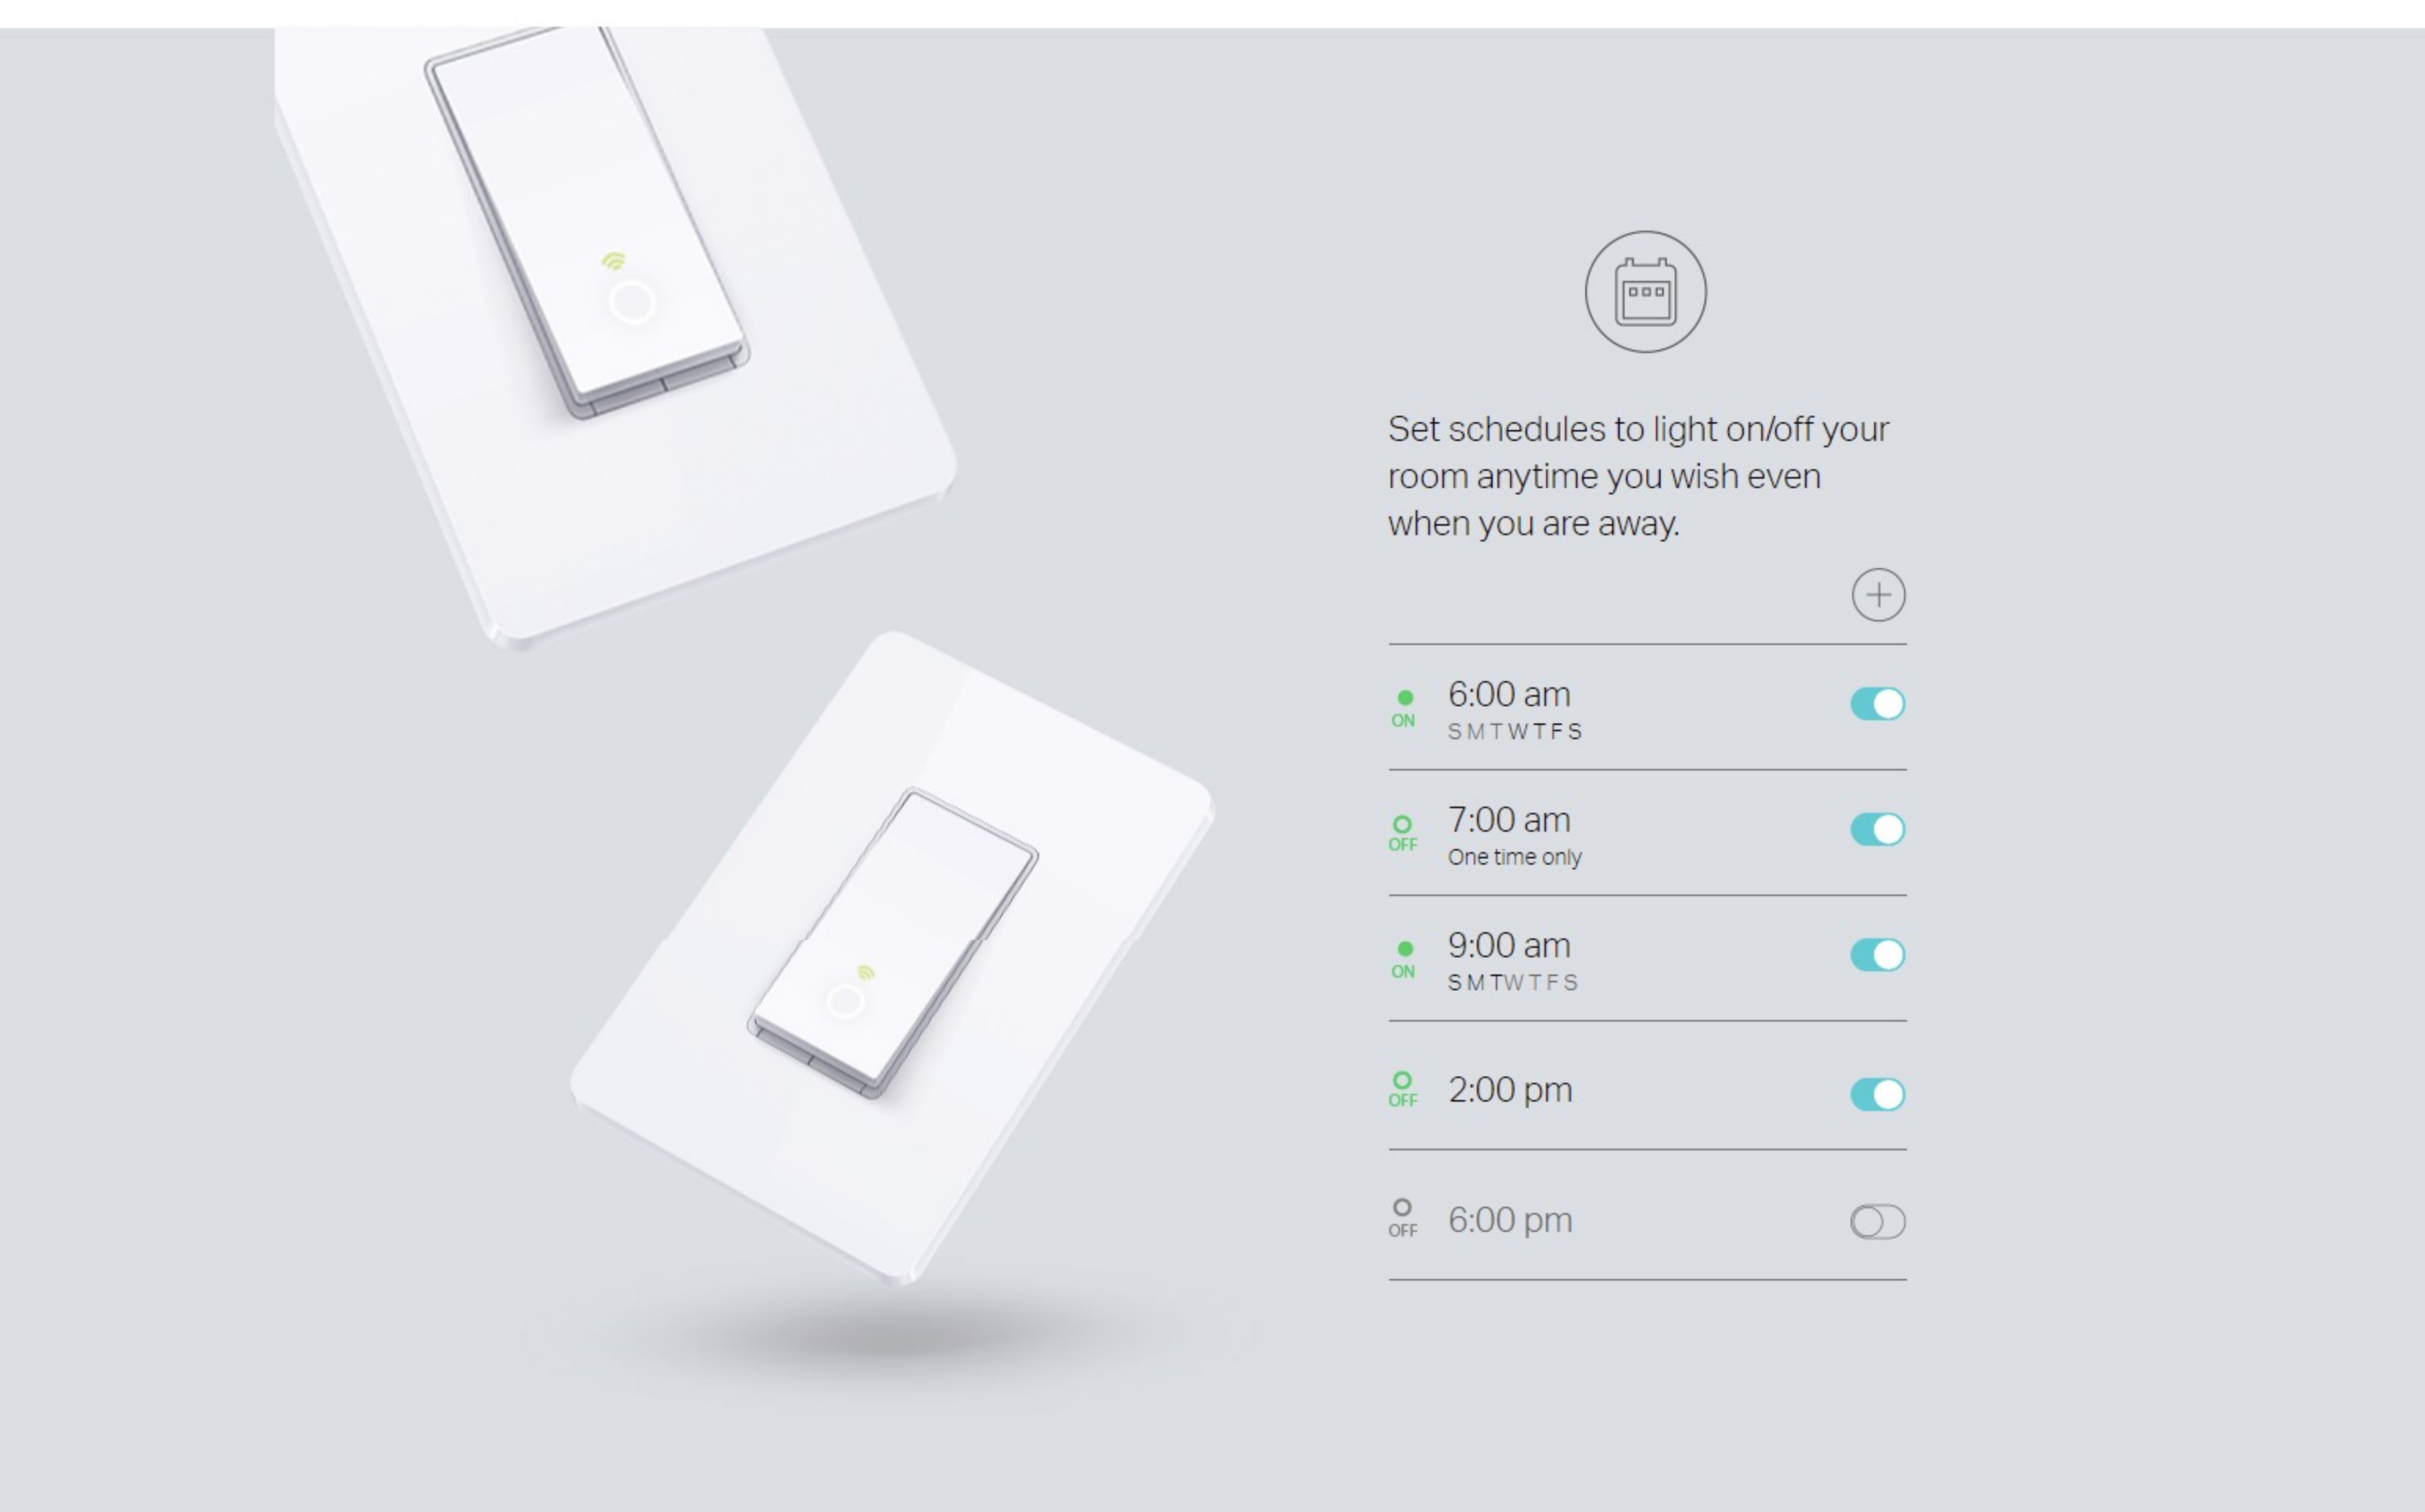 Set schedules to light on/off your
room anytime you wish even
when you are away.
6:00 am
ON
S M T W T F S
7:00 am
OFF
One time only
9:00 am
ON
S M T W T F S
2:00 pm
OFF
6:00 pm
OFF